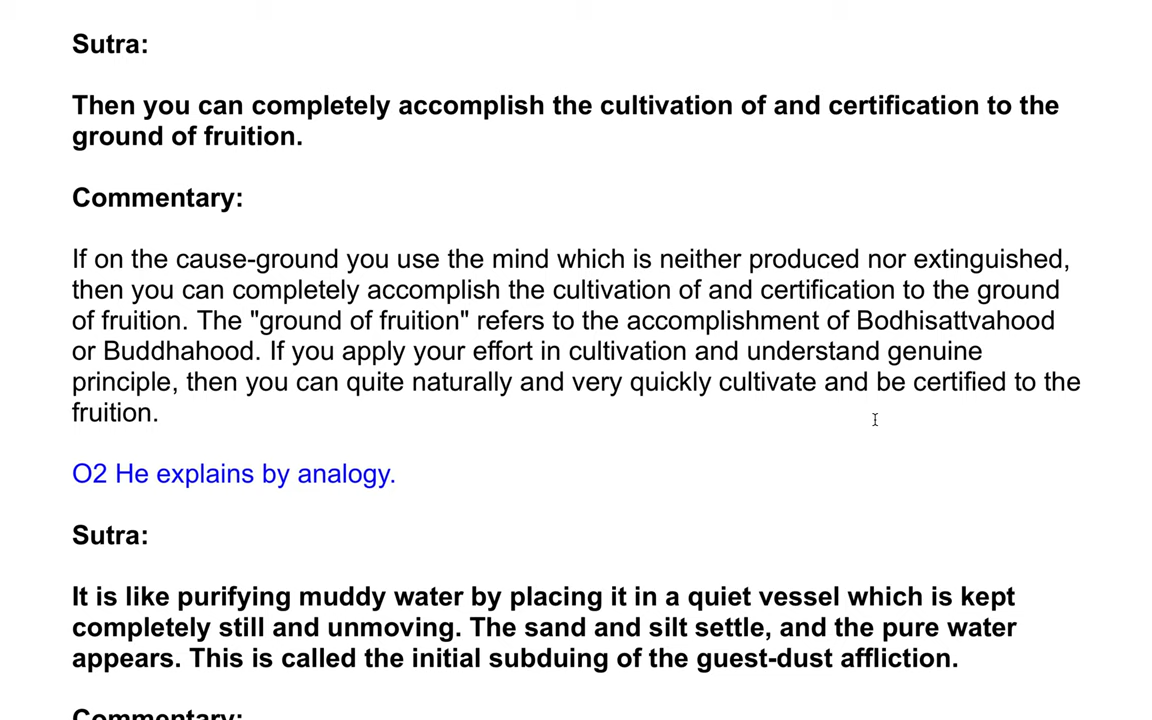 Sutra:
Then you can completely accomplish the cultivation of and certification to the
ground of fruition.
Commentary:
If on the cause-ground you use the mind which is neither produced nor extinguished,
then you can completely accomplish the cultivation of and certification to the ground
of fruition. The "ground of fruition" refers to the accomplishment of Bodhisattvahood
or Buddhahood. If you apply your effort in cultivation and understand genuine
principle, then you can quite naturally and very quickly cultivate and be certified to the
fruition.
O2 He explains by analogy.
Sutra:
It is like purifying muddy water by placing it in a quiet vessel which is kept
completely still and unmoving. The sand and silt settle, and the pure water
appears. This is called the initial subduing of the guest-dust affliction.
Commentary: